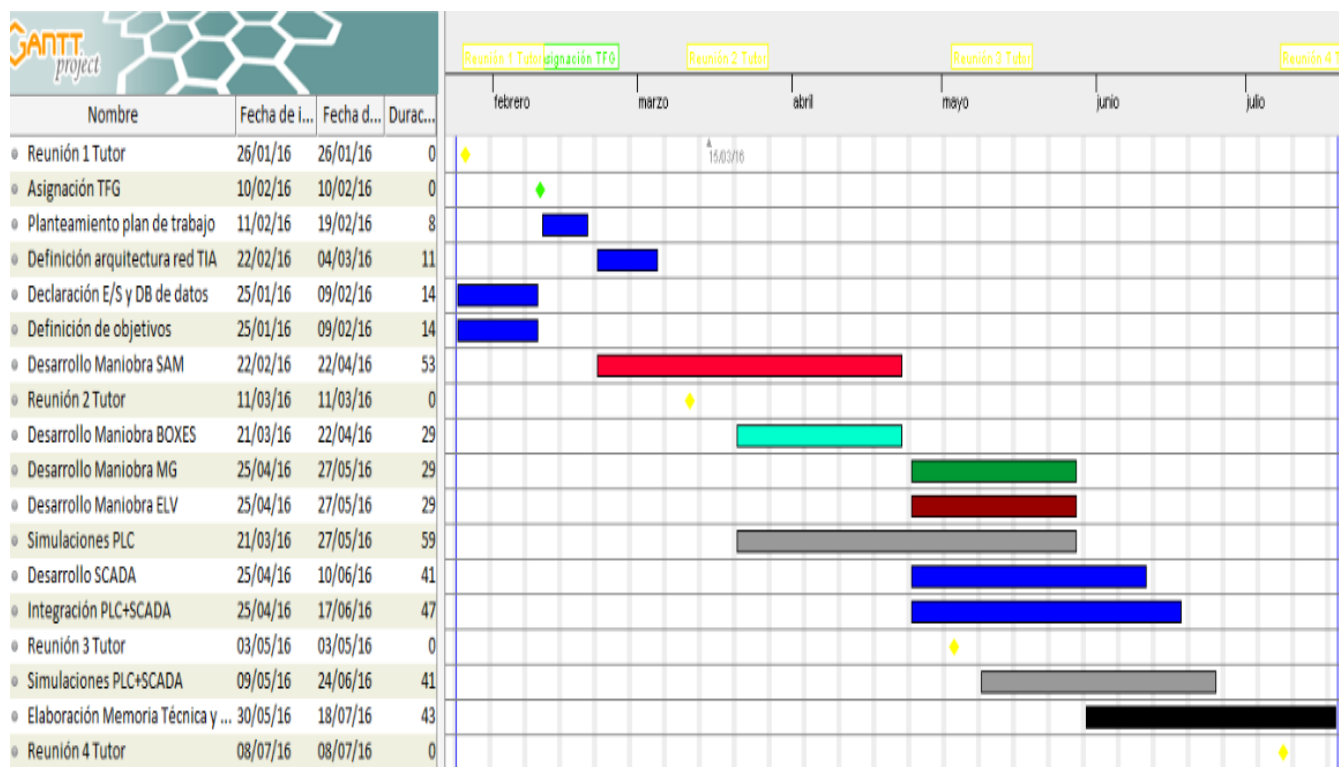 GANTT
project
Reunión 1 Tutor
signación TFG
Reunión 2 Tutor
Reunión 3 Tutor
Reunión 4 T
febrero marzo abril mayo junio julio
Nombre Fecha de i... Fecha d... Durac...
15/03/16
Reunión 1 Tutor 26/01/16 26/01/16 0
Asignación TFG 10/02/16 10/02/16 0
Planteamiento plan de trabajo 11/02/16 19/02/16 8
Definición arquitectura red TIA 22/02/16 04/03/16 11
Declaración E/S y DB de datos 25/01/16 09/02/16 14
Definición de objetivos 25/01/16 09/02/16 14
Desarrollo Maniobra SAM 22/02/16 22/04/16 53
Reunión 2 Tutor 11/03/16 11/03/16 0
Desarrollo Maniobra BOXES 21/03/16 22/04/16 29
Desarrollo Maniobra MG 25/04/16 27/05/16 29
Desarrollo Maniobra ELV 25/04/16 27/05/16 29
Simulaciones PLC 21/03/16 27/05/16 59
Desarrollo SCADA 25/04/16 10/06/16 41
Integración PLC+SCADA 25/04/16 17/06/16 47
Reunión 3 Tutor 03/05/16 03/05/16 0
Simulaciones PLC+SCADA 09/05/16 24/06/16 41
Elaboración Memoria Técnica y ... 30/05/16 18/07/16 43
Reunión 4 Tutor 08/07/16 08/07/16 0